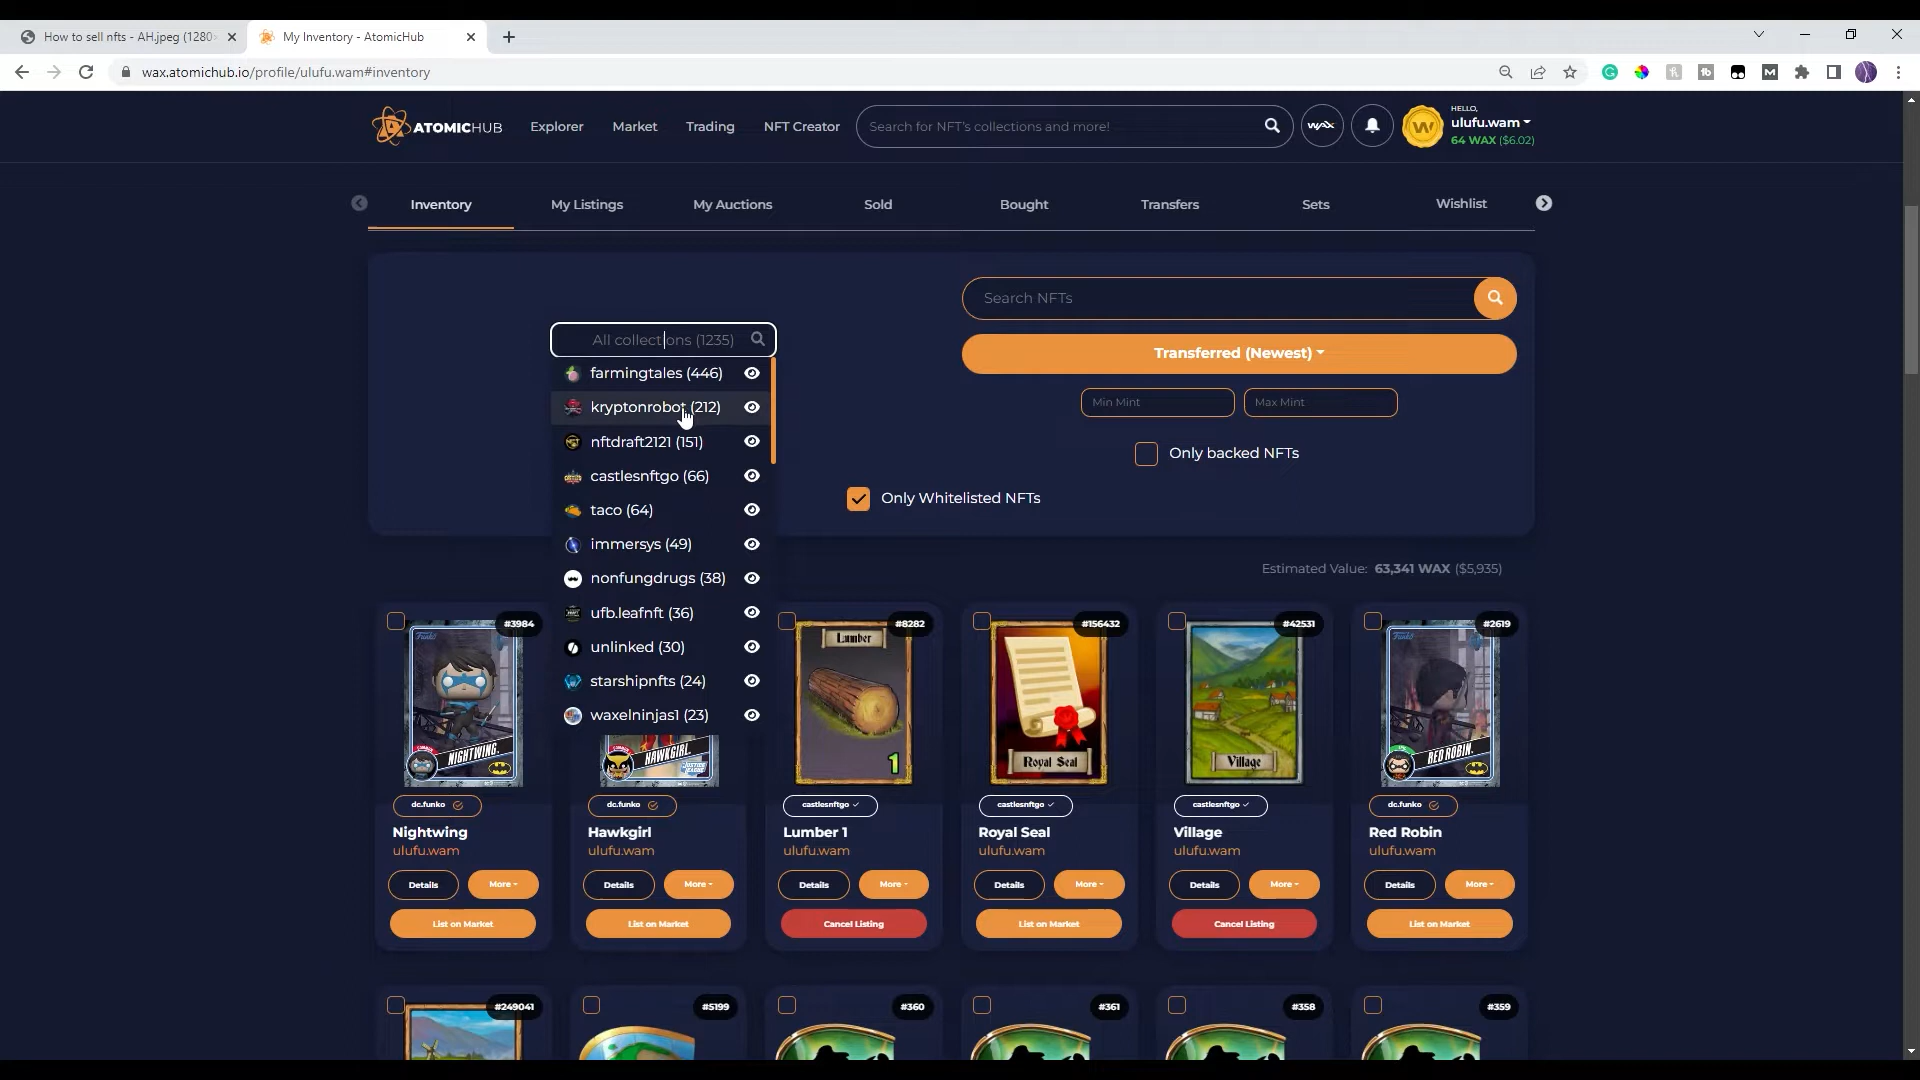 How to sell nfts - AH.jpeg (1280
My Inventory - AtomicHub
wax.atomichub.io/profile/ulufu.wam#inventory
ATOMICHUB
Explorer
Market
Trading
NFT Creator
Search for NFT's collections and more!
WAX
HELLO,
ulufu.wam
64 WAX ($6.02)
Inventory
My Listings
My Auctions
Sold
Bought
Transfers
Sets
Wishlist
All collections (1235)
farmingtales (446)
kryptonrobot (212)
nftdraft2121 (151)
castlesnftgo (66)
taco (64)
immersys (49)
nonfungdrugs (38)
ufb.leafnft (36)
unlinked (30)
starshipnfts (24)
waxelninjas1 (23)
Search NFTs
Transferred (Newest)
Min Mint
Max Mint
Only backed NFTs
Only Whitelisted NFTs
Estimated Value: 63,341 WAX ($5,935)
#3984
#8282
#156432
#42531
#2619
Funko
NIGHTWING.
HAWKGIRL
Lumber
1
Royal Seal
Village
Funko
RED ROBIN.
dc.funko
dc.funko
castlesnftgo
castlesnftgo
castlesnftgo
dc.funko
Nightwing
Hawkgirl
Lumber 1
Royal Seal
Village
Red Robin
ulufu.wam
ulufu.wam
ulufu.wam
ulufu.wam
ulufu.wam
ulufu.wam
Details
More
Details
More
Details
More
Details
More
Details
More
Details
More
List on Market
List on Market
Cancel Listing
List on Market
Cancel Listing
List on Market
#249041
#5199
#360
#361
#358
#359